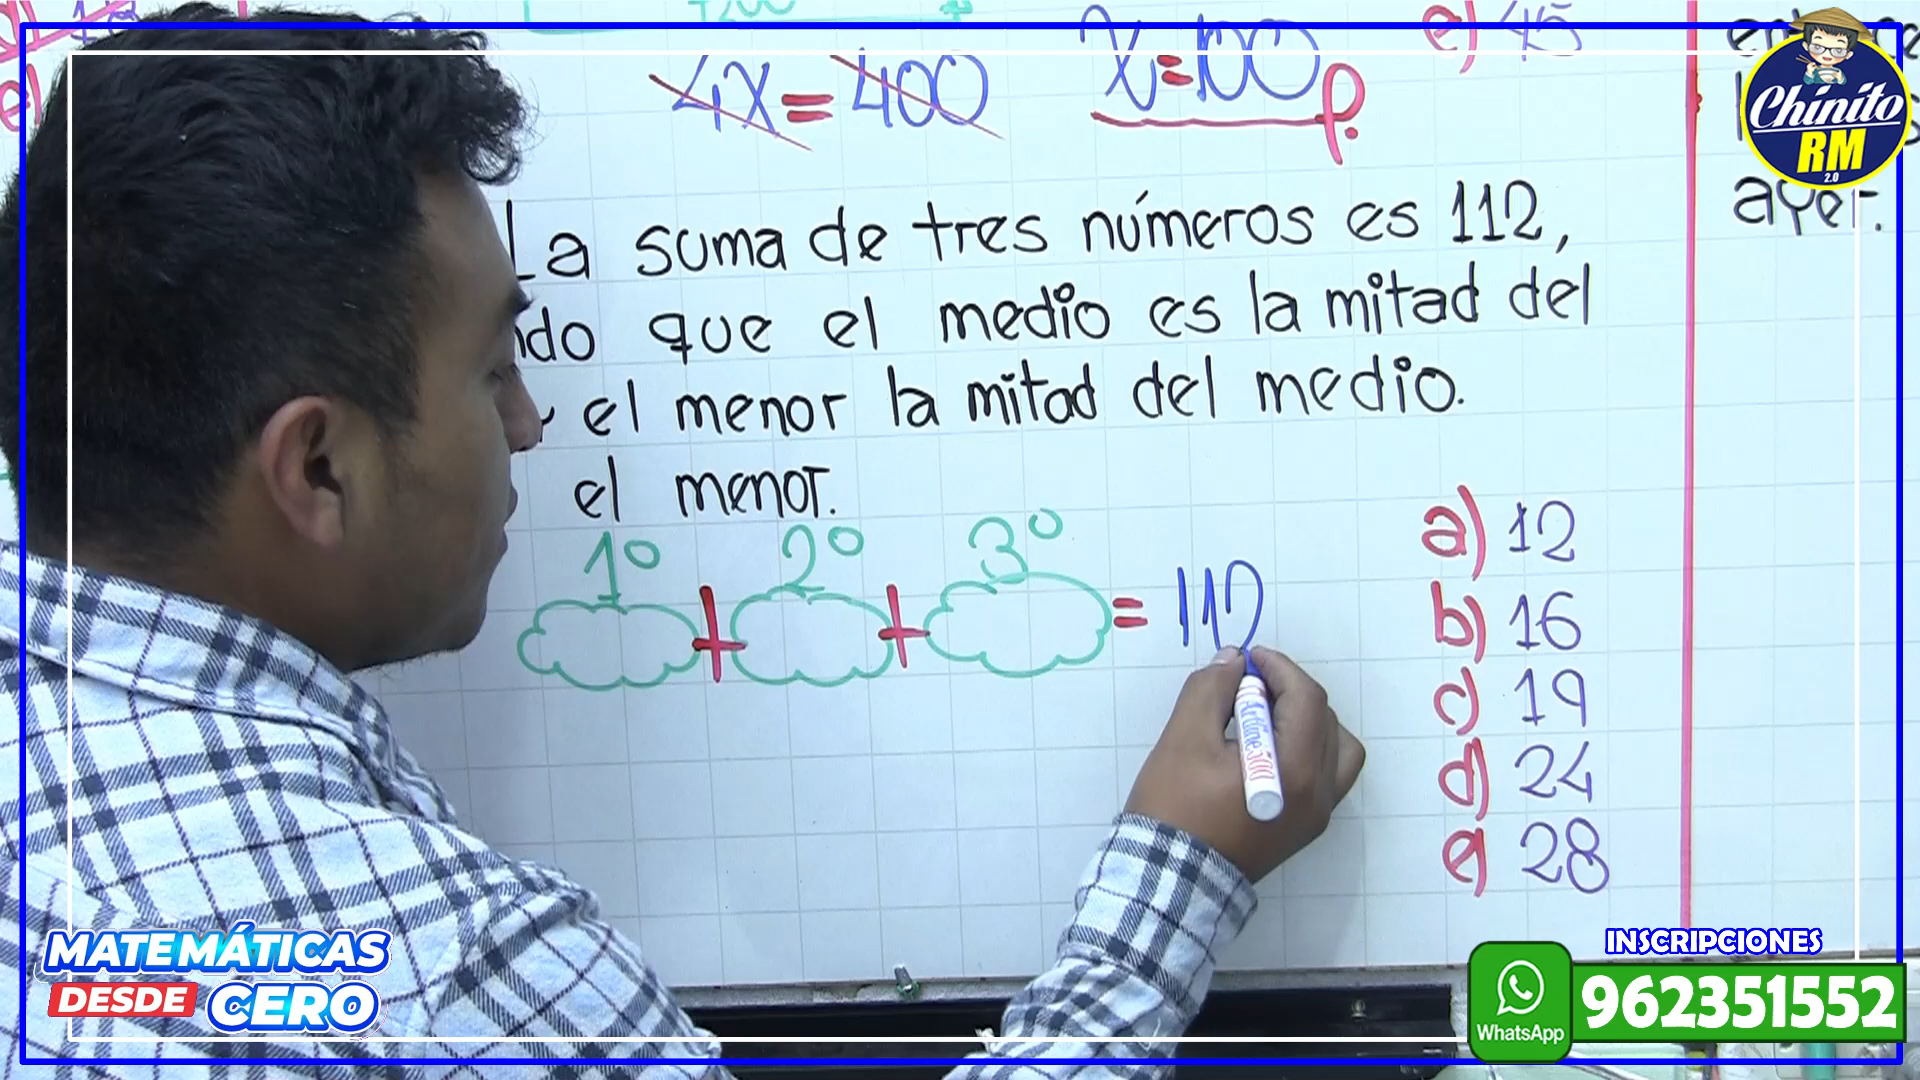 4x = 400 x=100 p.
e) 45
Chinito
RM
2.0
ayer.
La suma de tres números es 112,
ndo que el medio es la mitad del
el menor la mitad del medio.
el menor.
1° 2° 3°
+ + = 112
a) 12
b) 16
c) 19
d) 24
e) 28
Artline500
MATEMÁTICAS
DESDE CERO
INSCRIPCIONES
WhatsApp
962351552